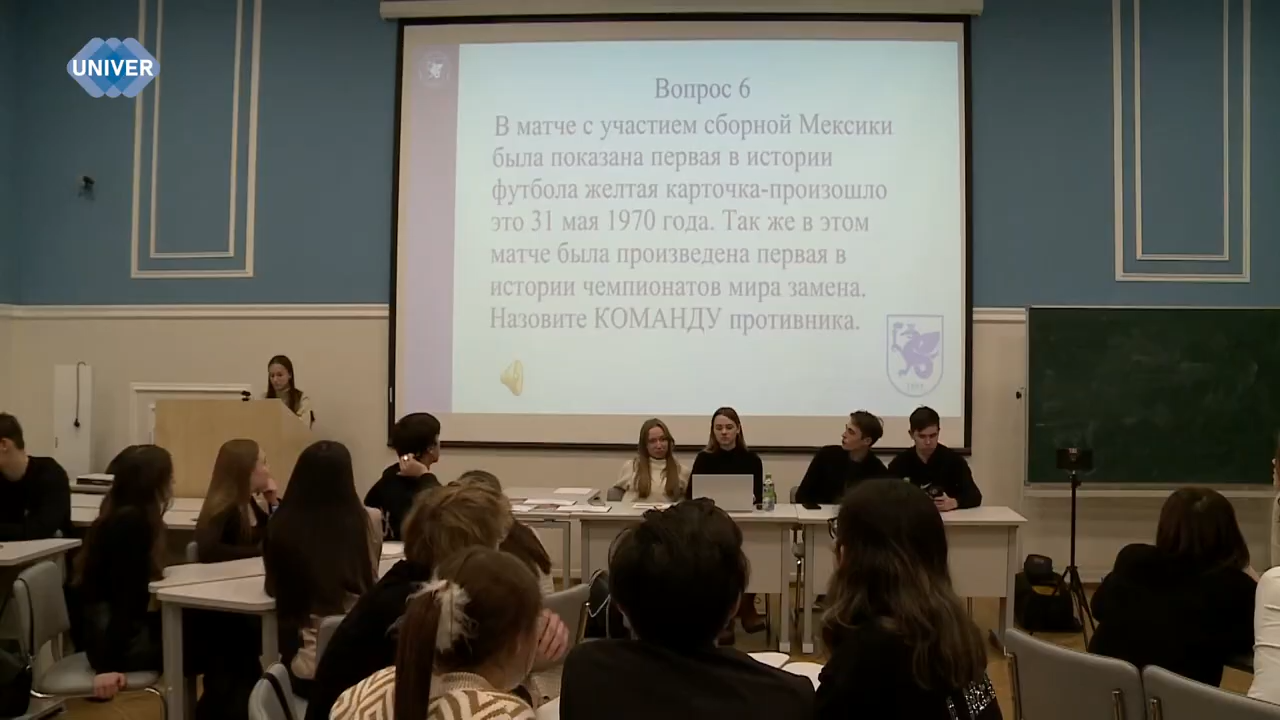 UNIVER
Вопрос 6
В матче с участием сборной Мексики
была показана первая в истории
футбола желтая карточка-произошло
это 31 мая 1970 года. Так же в этом
матче была произведена первая в
истории чемпионатов мира замена.
Назовите КОМАНДУ противника.